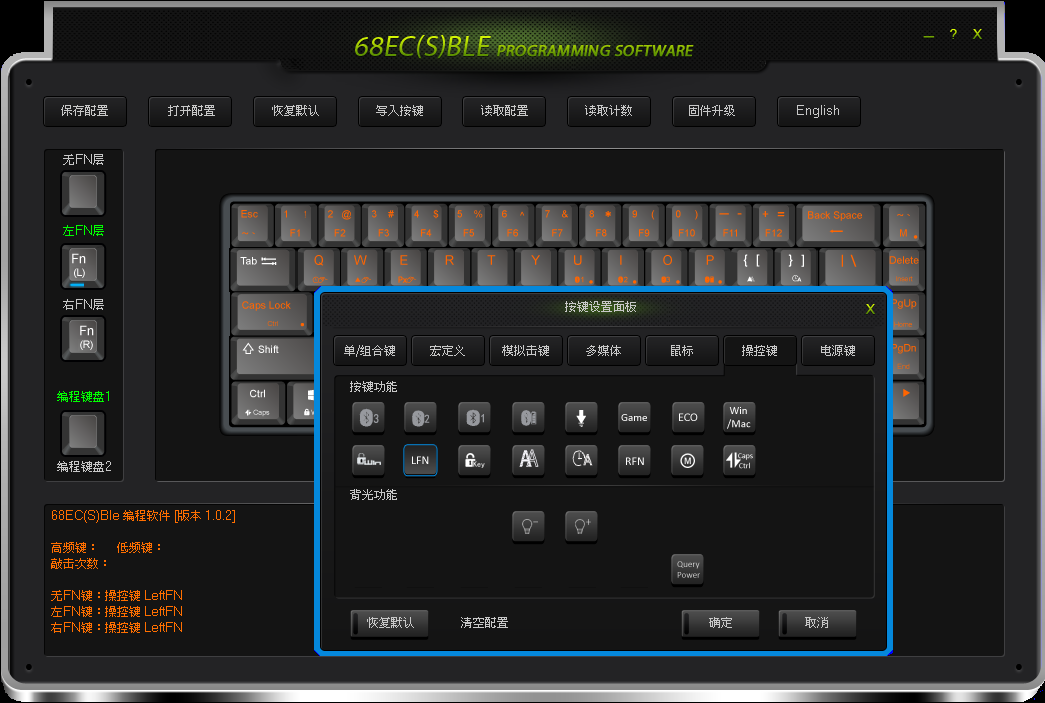 68EC(S)BLE PROGRAMMING SOFTWARE
_ ? X
保存配置 打开配置 恢复默认 写入按键 读取配置 读取计数 固件升级 English
无FN层
左FN层
Fn
(L)
右FN层
Fn
(R)
编程键盘1
编程键盘2
Esc 1 ! 2 @ 3 # 4 $ 5 % 6 ^ 7 & 8 * 9 ( 0 ) — - + = Back Space ~ ·
~ · F1 F2 F3 F4 F5 F6 F7 F8 F9 F10 F11 F12 — M
Tab Q W E R T Y U I O P { [ } ] | \ Delete
Caps Lock PgUp
Ctrl
Shift PgDn
Ctrl
Caps
按键设置面板 X
单/组合键 宏定义 模拟击键 多媒体 鼠标 操控键 电源键
按键功能
3 2 1 Game ECO Win
/Mac
Win LFN Key AA A RFN M Caps
Ctrl
背光功能
- +
Query
Power
恢复默认 清空配置 确定 取消
68EC(S)Ble 编程软件 [版本 1.0.2]
高频键： 低频键：
敲击次数：
无FN键：操控键 LeftFN
左FN键：操控键 LeftFN
右FN键：操控键 LeftFN